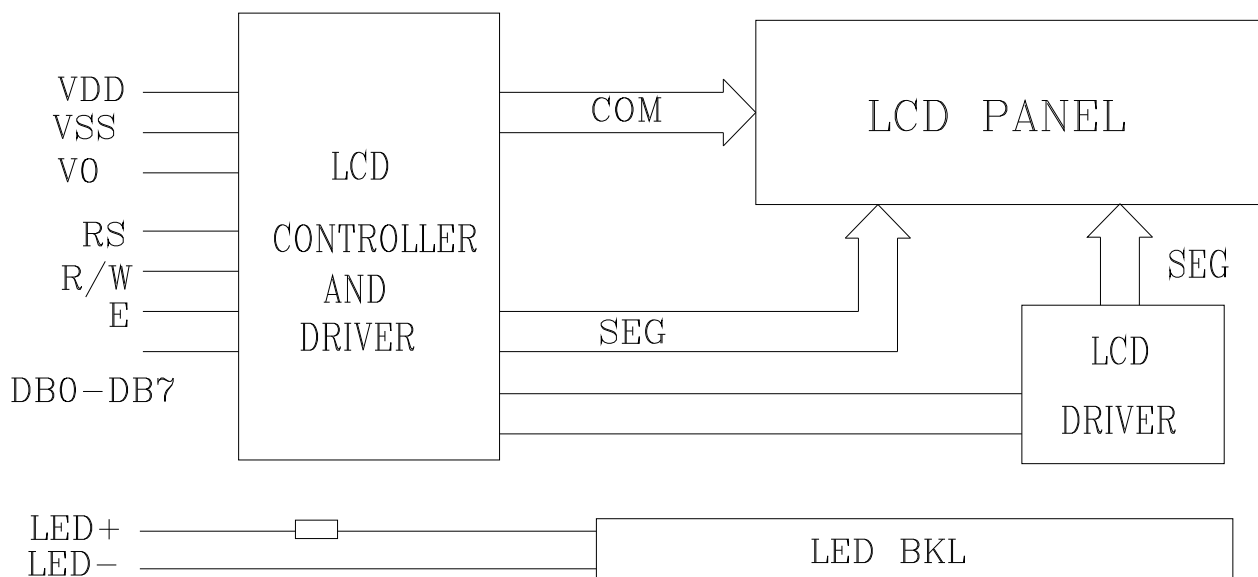 VDD
VSS
V0
RS
R/W
E
DB0-DB7
LCD
CONTROLLER
AND
DRIVER
COM
SEG
LCD PANEL
SEG
LCD
DRIVER
LED+
LED-
LED BKL